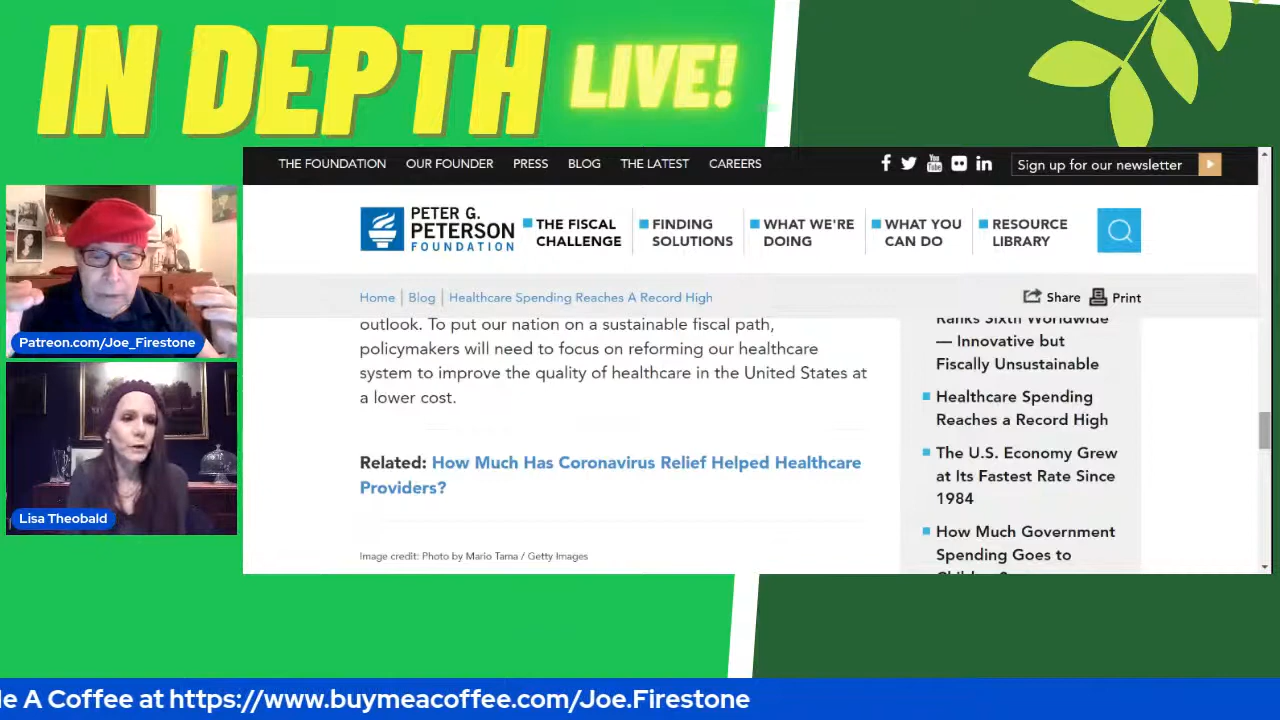 IN DEPTH LIVE!
THE FOUNDATION OUR FOUNDER PRESS BLOG THE LATEST CAREERS
You Tube
Sign up for our newsletter
PETER G.
PETERSON
FOUNDATION
THE FISCAL
CHALLENGE
FINDING
SOLUTIONS
WHAT WE'RE
DOING
WHAT YOU
CAN DO
RESOURCE
LIBRARY
Home Blog Healthcare Spending Reaches A Record High
Share Print
outlook. To put our nation on a sustainable fiscal path,
policymakers will need to focus on reforming our healthcare
system to improve the quality of healthcare in the United States at
a lower cost.
Related: How Much Has Coronavirus Relief Helped Healthcare
Providers?
Image credit: Photo by Mario Tama / Getty Images
Ranks Sixth Worldwide
— Innovative but
Fiscally Unsustainable
Healthcare Spending
Reaches a Record High
The U.S. Economy Grew
at Its Fastest Rate Since
1984
How Much Government
Spending Goes to
Patreon.com/Joe_Firestone
Lisa Theobald
A Coffee at https://www.buymeacoffee.com/Joe.Firestone